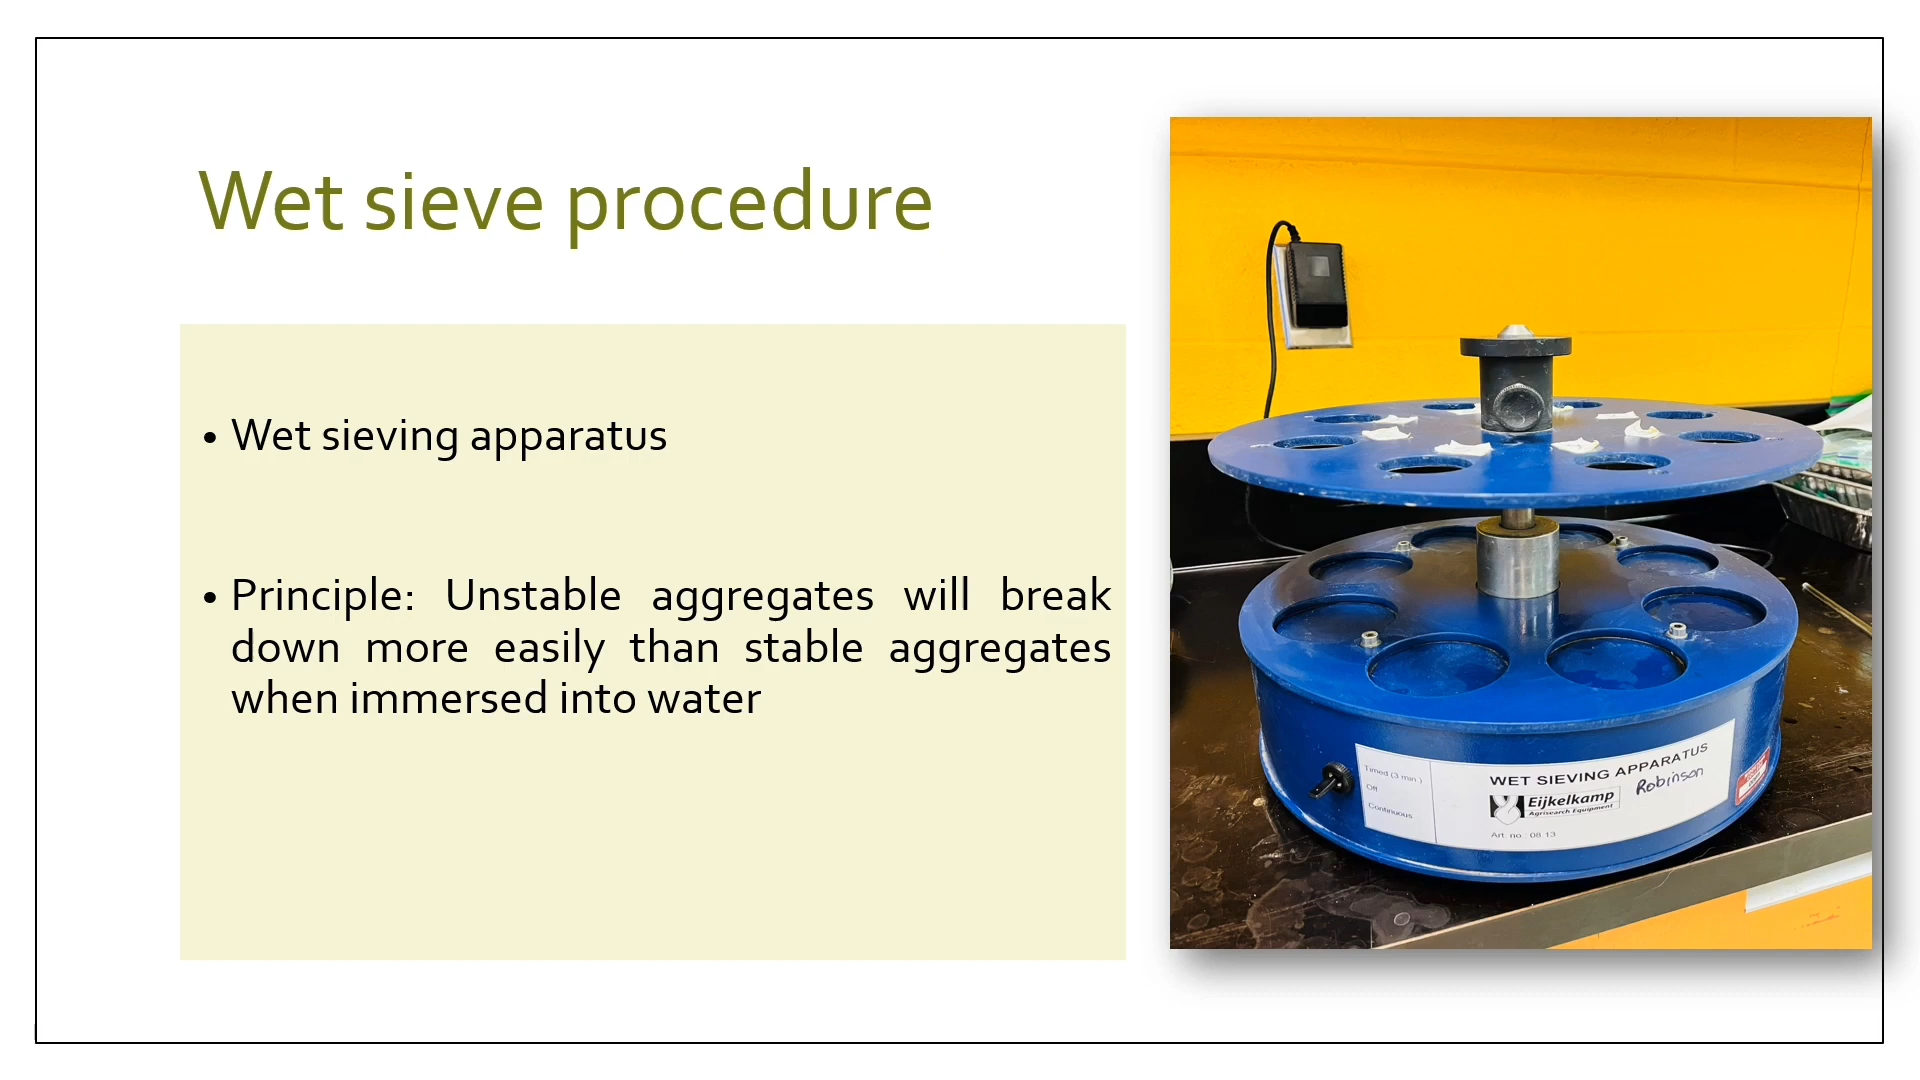 Wet sieve procedure
• Wet sieving apparatus
• Principle: Unstable aggregates will break
down more easily than stable aggregates
when immersed into water
Timed (3 min.)
Off
Continuous
WET SIEVING APPARATUS
Robinson
Eijkelkamp
Agrisearch Equipment
Art. no. 08.13